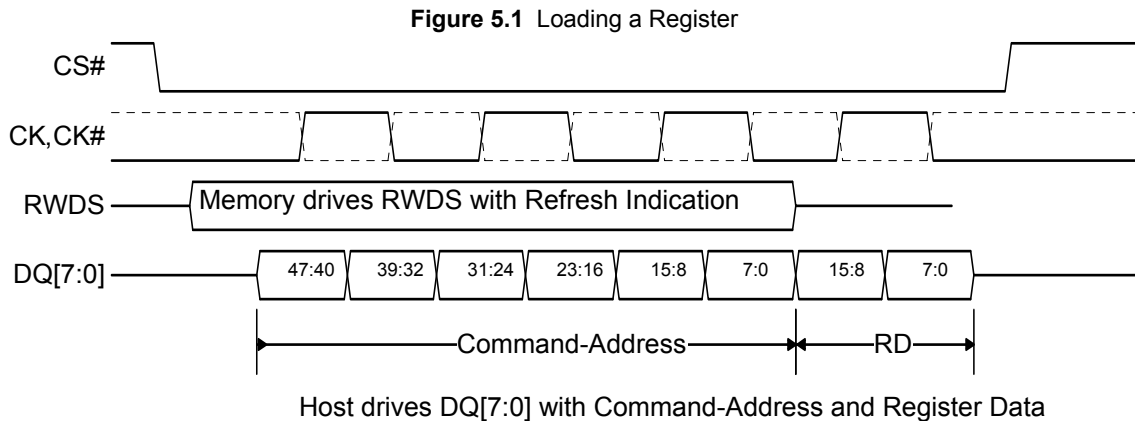 Figure 5.1 Loading a Register
CS#
CK,CK#
RWDS
Memory drives RWDS with Refresh Indication
DQ[7:0]
47:40 39:32 31:24 23:16 15:8 7:0 15:8 7:0
Command-Address RD
Host drives DQ[7:0] with Command-Address and Register Data